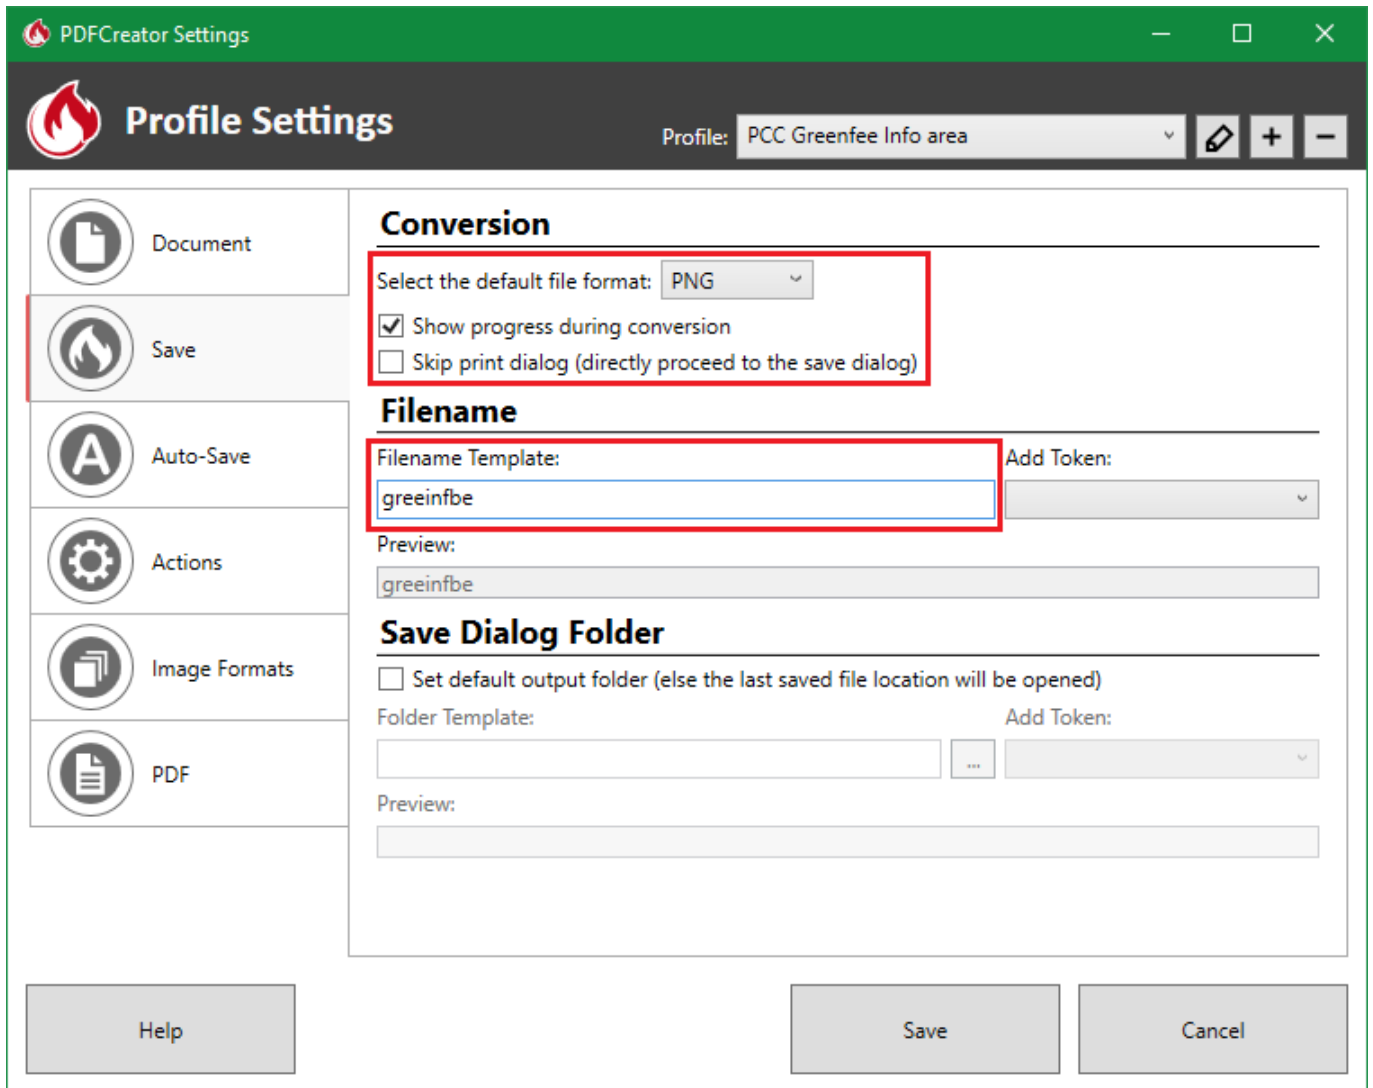 PDFCreator Settings
Profile Settings
Profile: PCC Greenfee Info area
Document
Save
Auto-Save
Actions
Image Formats
PDF
Conversion
Select the default file format: PNG
Show progress during conversion
Skip print dialog (directly proceed to the save dialog)
Filename
Filename Template: Add Token:
greeinfbe
Preview:
greeinfbe
Save Dialog Folder
Set default output folder (else the last saved file location will be opened)
Folder Template: Add Token:
...
Preview:
Help Save Cancel